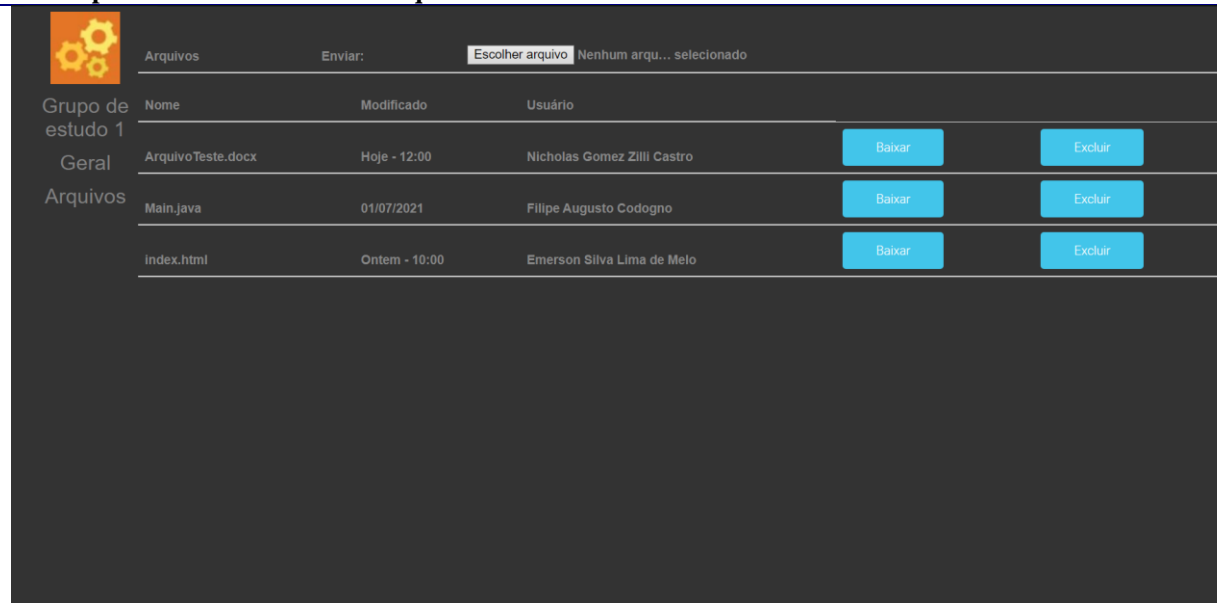 Arquivos Enviar: Escolher arquivo Nenhum arqu... selecionado
Grupo de estudo 1
Geral
Arquivos
Nome Modificado Usuário
ArquivoTeste.docx Hoje - 12:00 Nicholas Gomez Zilli Castro Baixar Excluir
Main.java 01/07/2021 Filipe Augusto Codogno Baixar Excluir
index.html Ontem - 10:00 Emerson Silva Lima de Melo Baixar Excluir